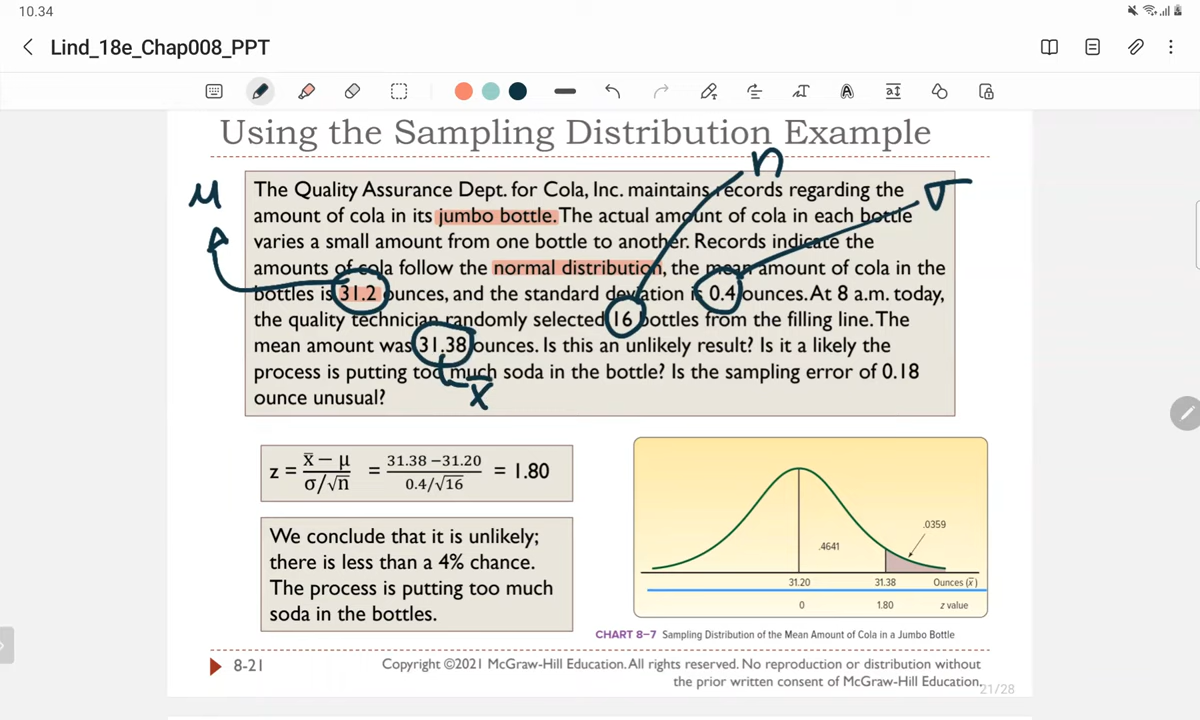 10.34
Lind_18e_Chap008_PPT
Using the Sampling Distribution Example
n
μ
σ
The Quality Assurance Dept. for Cola, Inc. maintains records regarding the
amount of cola in its jumbo bottle. The actual amount of cola in each bottle
varies a small amount from one bottle to another. Records indicate the
amounts of cola follow the normal distribution, the mean amount of cola in the
bottles is 31.2 ounces, and the standard deviation is 0.4 ounces. At 8 a.m. today,
the quality technician randomly selected 16 bottles from the filling line. The
mean amount was 31.38 ounces. Is this an unlikely result? Is it a likely the
process is putting too much soda in the bottle? Is the sampling error of 0.18
ounce unusual?
x̄
z = x̄ − μ / σ/√n = 31.38 −31.20 / 0.4/√16 = 1.80
We conclude that it is unlikely;
there is less than a 4% chance.
The process is putting too much
soda in the bottles.
.0359
.4641
31.20 31.38 Ounces (x̄)
0 1.80 z value
CHART 8–7 Sampling Distribution of the Mean Amount of Cola in a Jumbo Bottle
8-21
Copyright ©2021 McGraw-Hill Education. All rights reserved. No reproduction or distribution without
the prior written consent of McGraw-Hill Education.
21/28